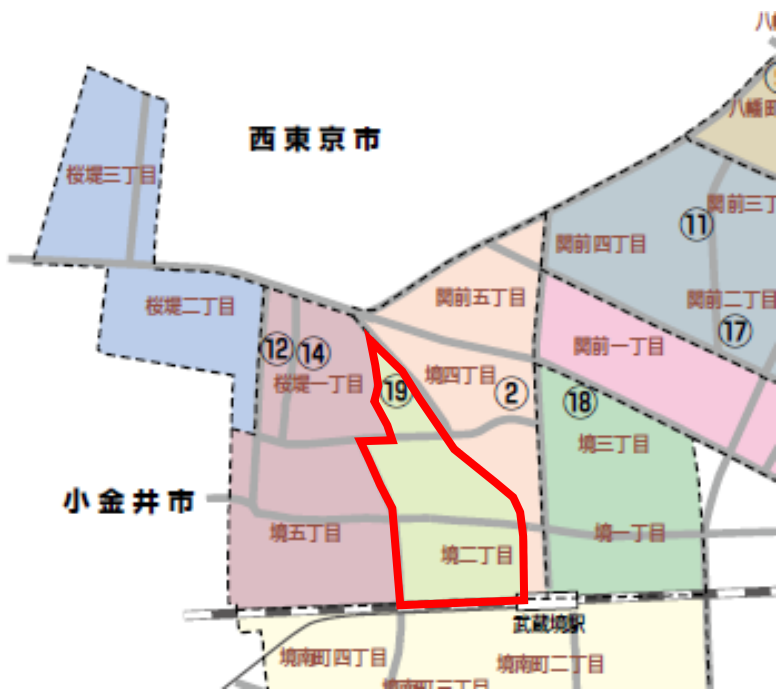 西東京市
桜堤三丁目
関前三丁
⑪
関前四丁目
桜堤二丁目
関前五丁目
関前二丁目
⑰
関前一丁目
⑫
⑭
桜堤一丁目
⑲
境四丁目
②
⑱
境三丁目
小金井市
境五丁目
境二丁目
境一丁目
武蔵境駅
境南町四丁目
境南町二丁目
境南町三丁目